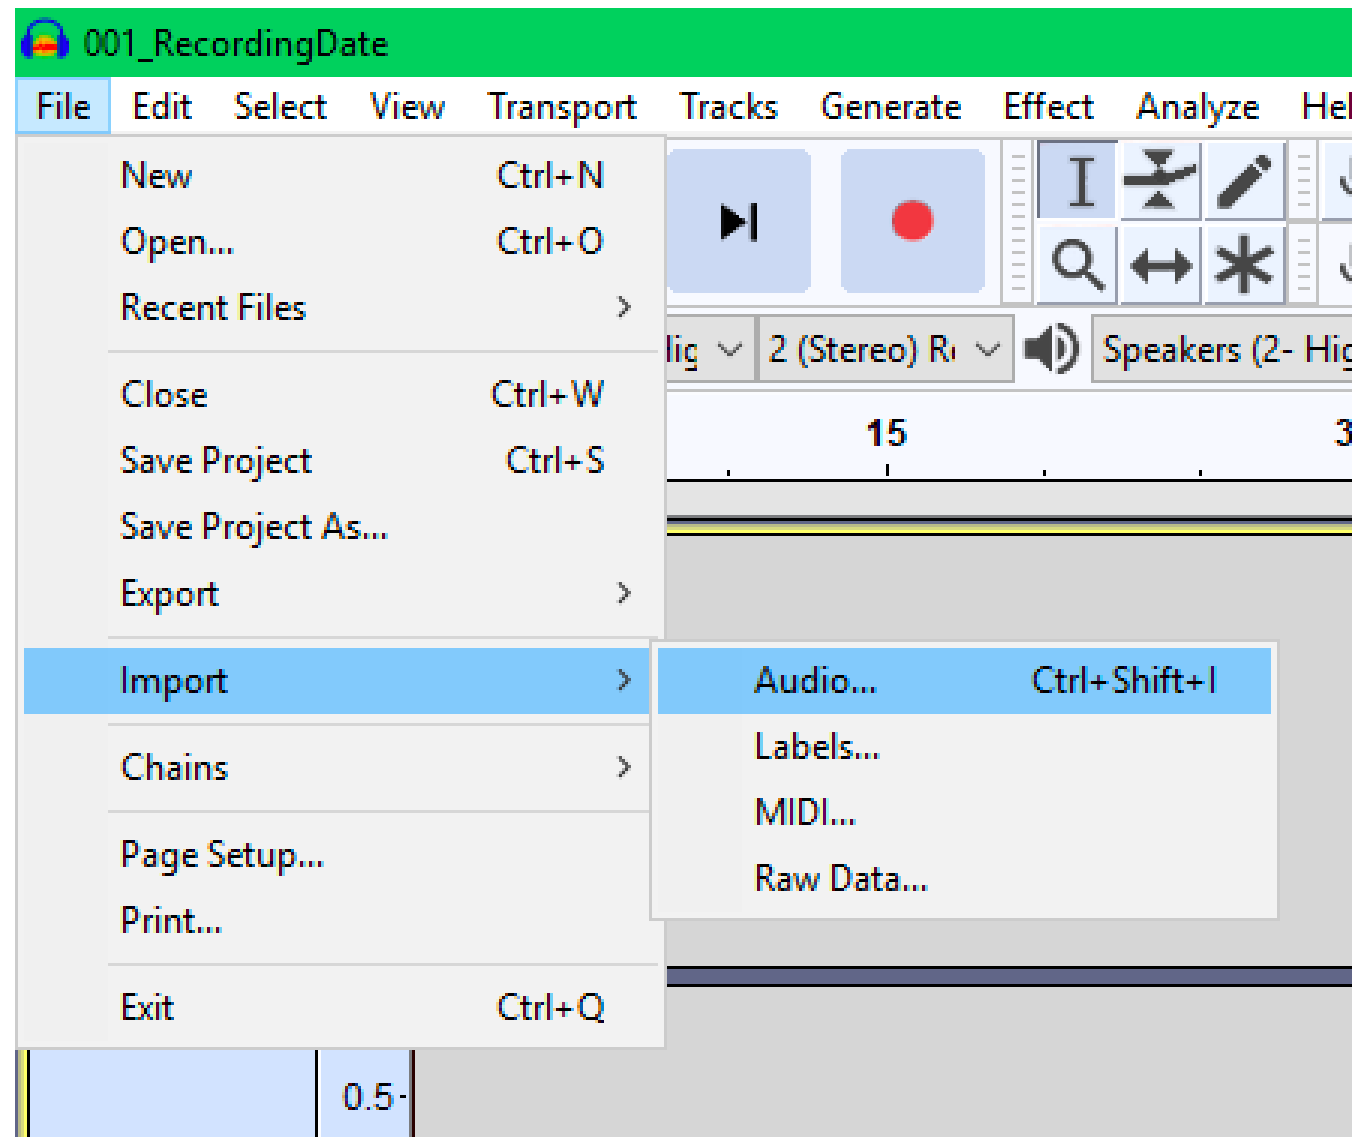 001_RecordingDate
File Edit Select View Transport Tracks Generate Effect Analyze
New Ctrl+N
Open... Ctrl+O
Recent Files
2 (Stereo) Speakers (2-
Close Ctrl+W
15
Save Project Ctrl+S
Save Project As...
Export
Import
Audio... Ctrl+Shift+I
Labels...
Chains
MIDI...
Page Setup...
Raw Data...
Print...
Exit Ctrl+Q
0.5